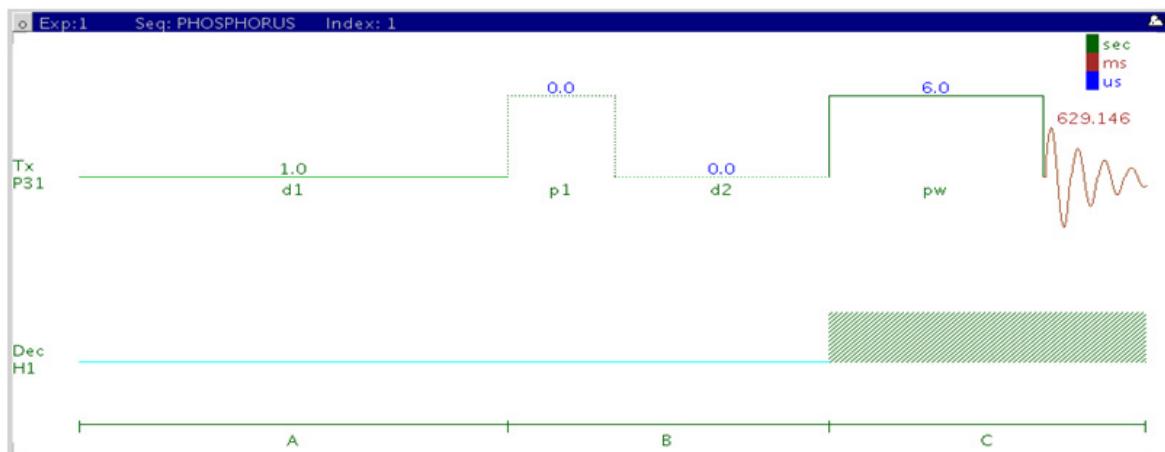 o Exp:1 Seq: PHOSPHORUS Index: 1
sec
ms
us
0.0
6.0
629.146
Tx
P31
1.0
d1
p1
0.0
d2
pw
Dec
H1
A
B
C